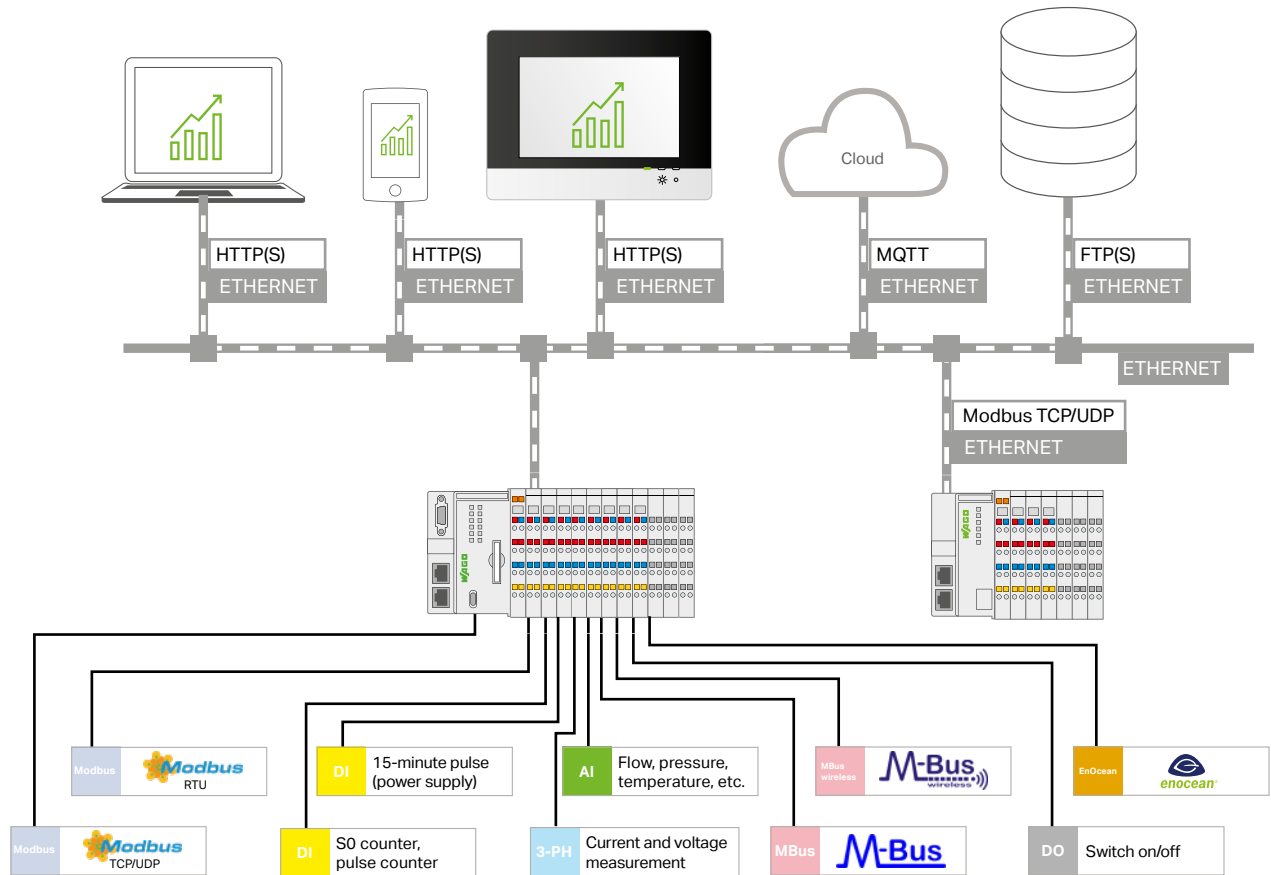 Cloud
HTTP(S)
ETHERNET
HTTP(S)
ETHERNET
HTTP(S)
ETHERNET
MQTT
ETHERNET
FTP(S)
ETHERNET
ETHERNET
Modbus TCP/UDP
ETHERNET
WAGO
WAGO
Modbus
Modbus
RTU
DI
15-minute pulse
(power supply)
AI
Flow, pressure,
temperature, etc.
MBus
wireless
M-Bus
wireless
EnOcean
enocean®
Modbus
Modbus
TCP/UDP
DI
S0 counter,
pulse counter
3-PH
Current and voltage
measurement
MBus
M-Bus
DO
Switch on/off